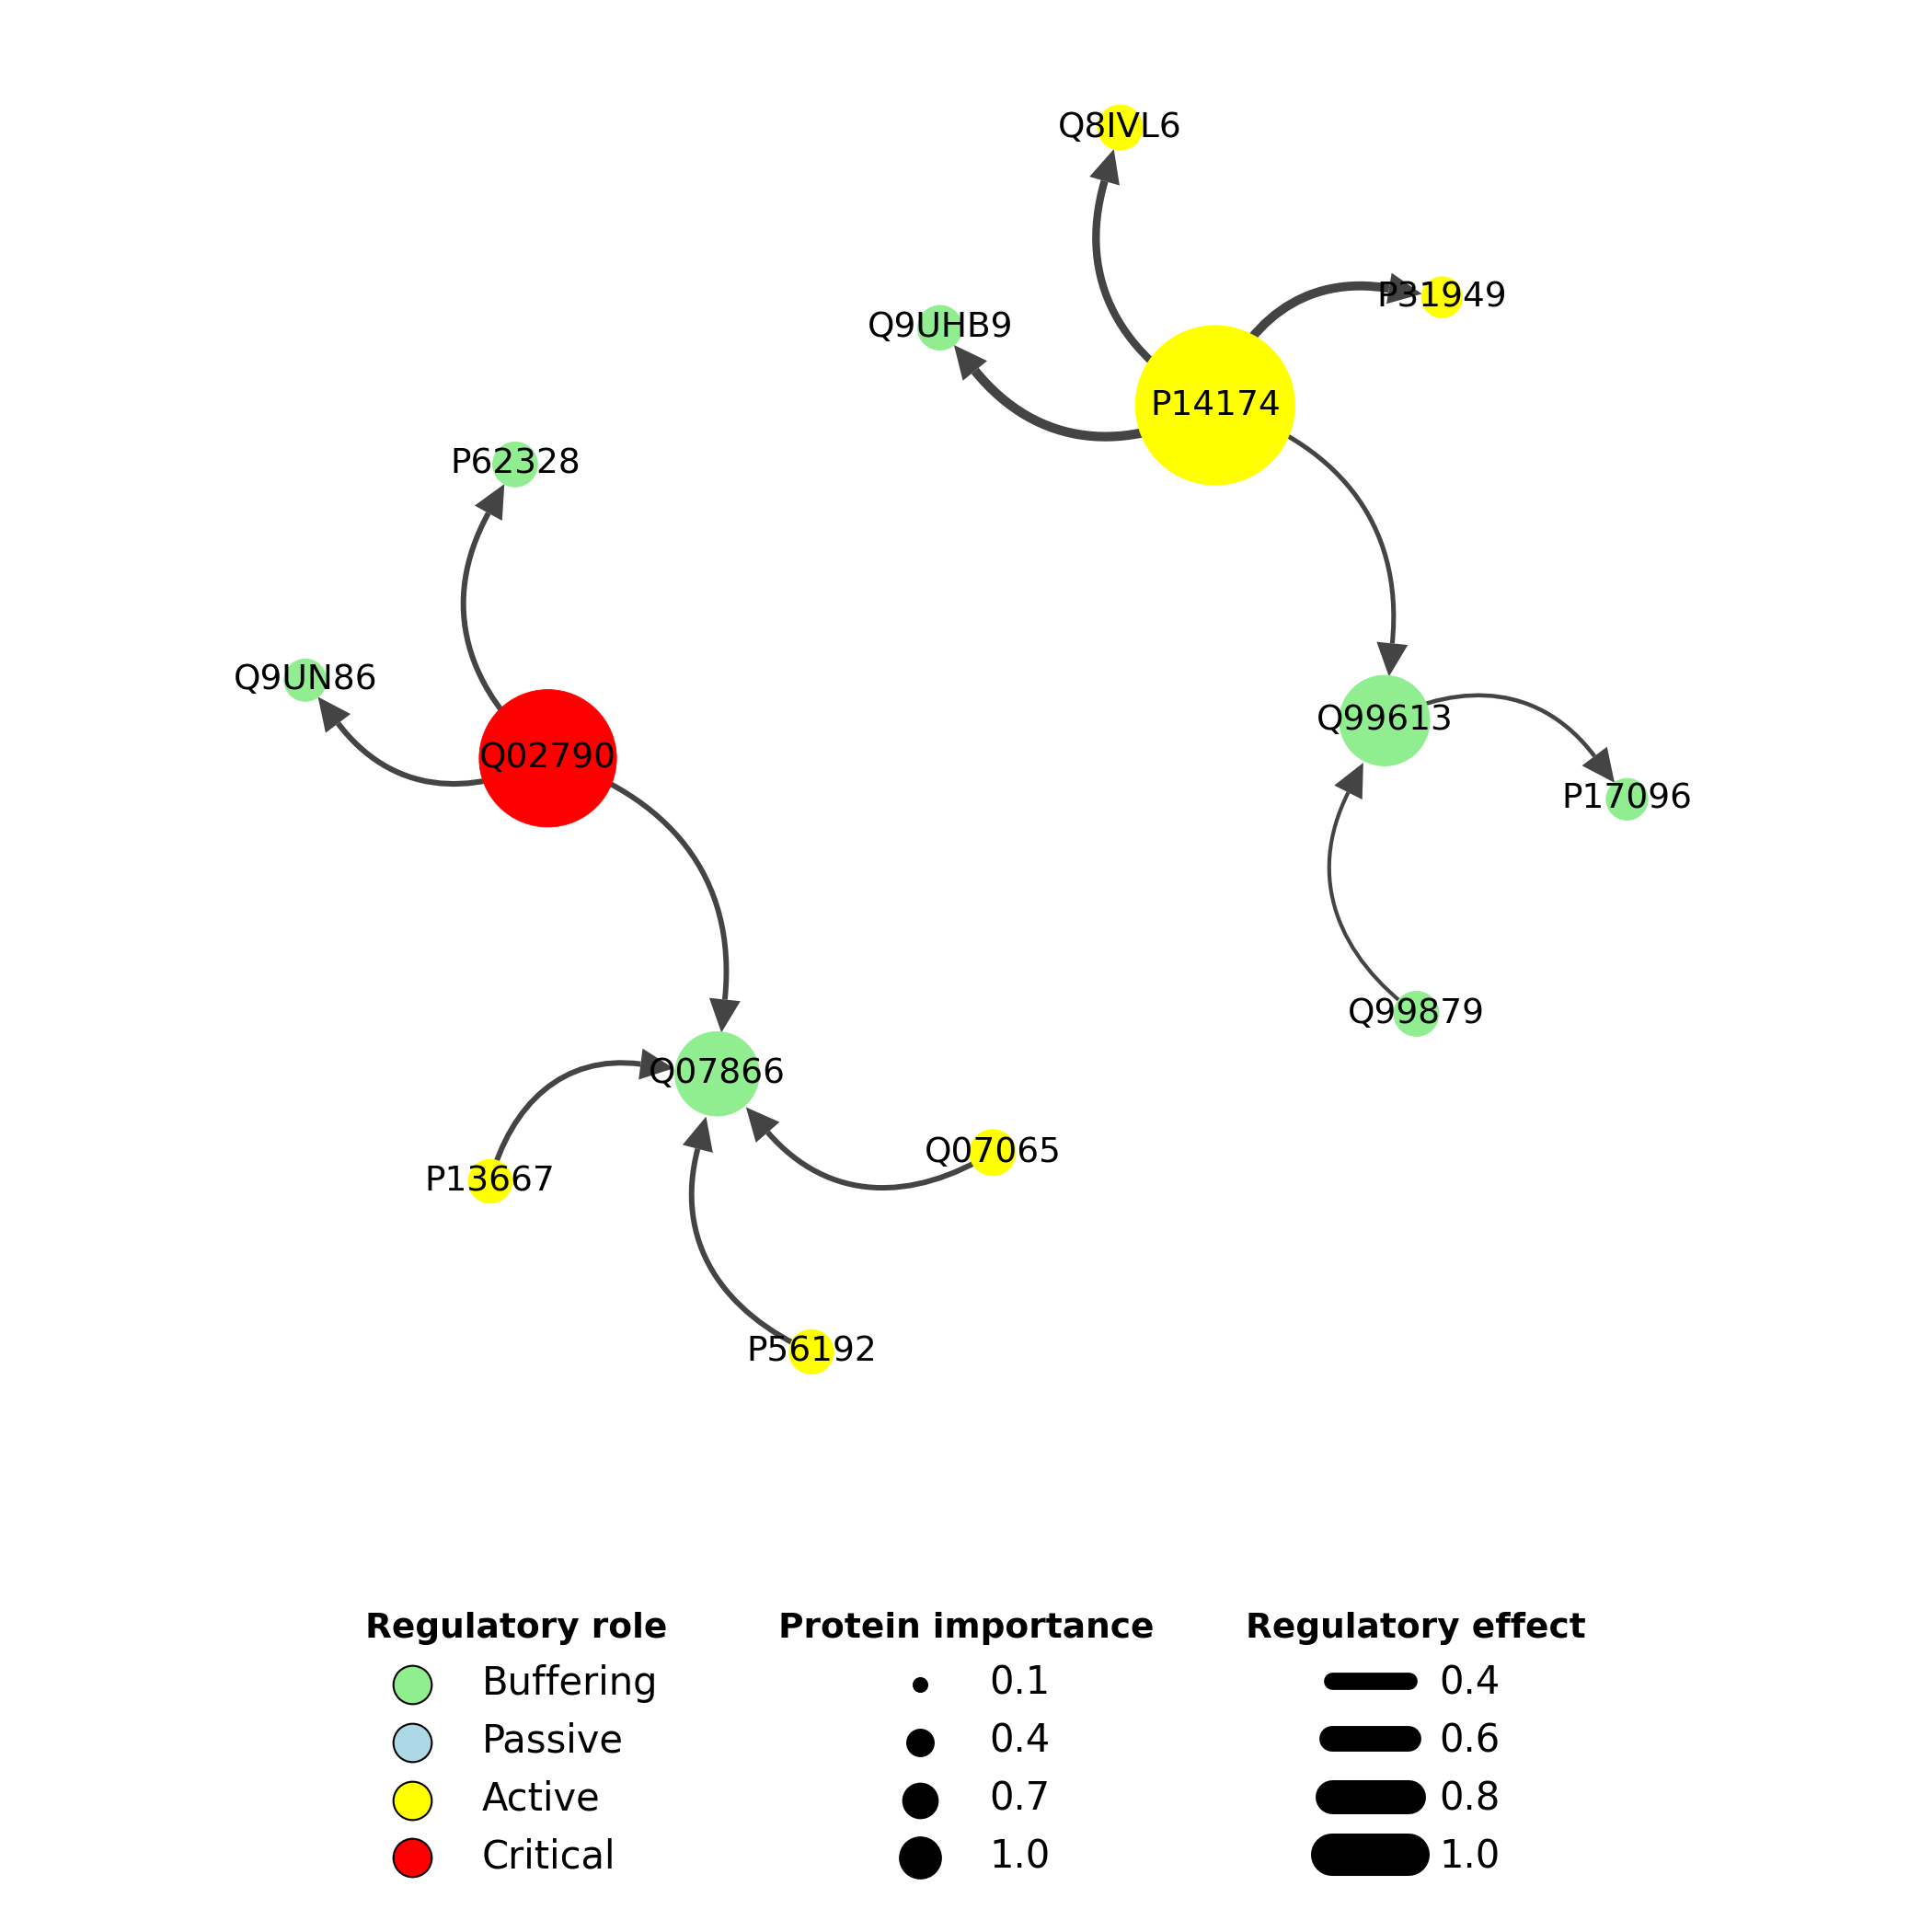 Q8IVL6
P31949
Q9UHB9
P14174
P62328
Q9UN86
Q99613
Q02790
P17096
Q99879
Q07866
Q07065
P13667
P56192
Regulatory role
Buffering
Passive
Active
Critical
Protein importance
0.1
0.4
0.7
1.0
Regulatory effect
0.4
0.6
0.8
1.0